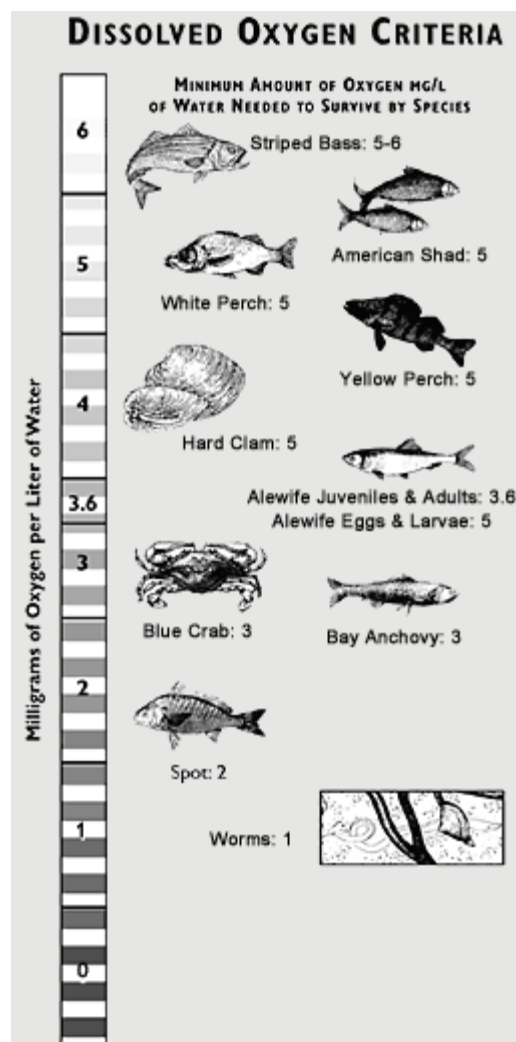 DISSOLVED OXYGEN CRITERIA
MINIMUM AMOUNT OF OXYGEN MG/L
OF WATER NEEDED TO SURVIVE BY SPECIES
6
Striped Bass: 5-6
American Shad: 5
5
White Perch: 5
Yellow Perch: 5
4
Hard Clam: 5
3.6
Alewife Juveniles & Adults: 3.6
Alewife Eggs & Larvae: 5
3
Blue Crab: 3
Bay Anchovy: 3
2
Spot: 2
1
Worms: 1
0
Milligrams of Oxygen per Liter of Water